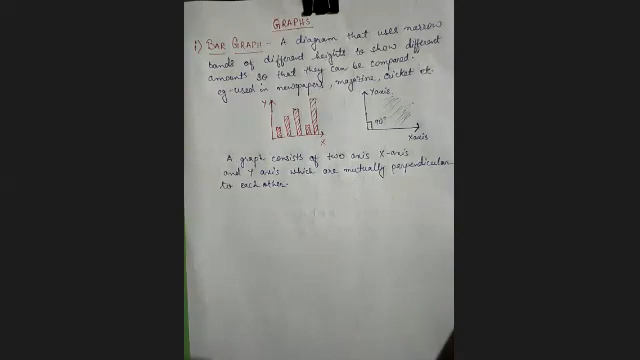 GRAPHS
1) BAR GRAPH - A diagram that uses narrow
bands of different heights to show different
amounts so that they can be compared.
eg - used in newspapers, magazine, cricket etc.
Y
X
Y axis
90°
X axis
A graph consists of two axis X-axis
and Y axis which are mutually perpendicular
to each other.